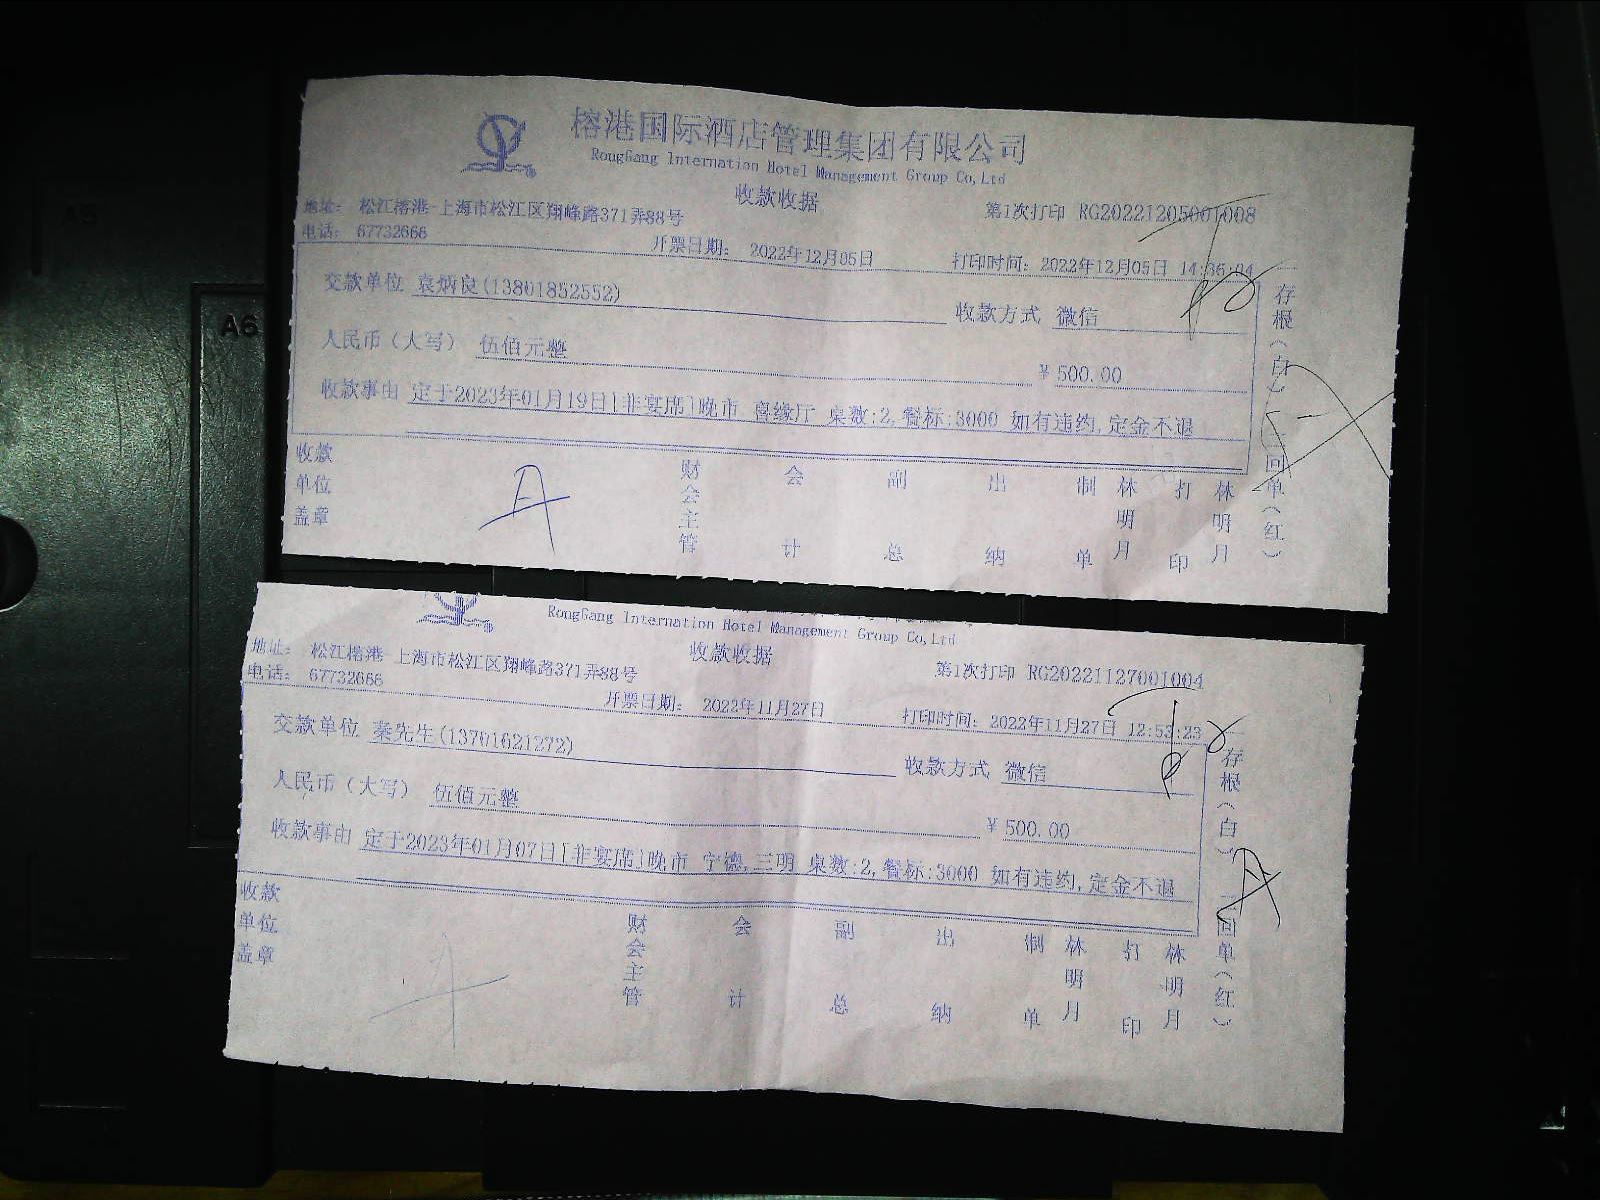 榕港国际酒店管理集团有限公司
RongGang Internation Hotel Management Group Co,Ltd
收款收据
地址: 松江榕港-上海市松江区翔峰路371弄88号
第1次打印 RG20221205001008
电话: 67732666
开票日期: 2022年12月05日
打印时间: 2022年12月05日 14:36:04
交款单位 袁炳良(13801852552)
收款方式 微信
人民币(大写) 伍佰元整
¥ 500.00
收款事由 定于2023年01月19日[非宴席]晚市 喜缘厅 桌数:2,餐标:3000 如有违约,定金不退
收款单位盖章
财会主管
会计
副总
出纳
制单 林明月
打印 林明月
存根(白) 二回单(红)
A6
RongGang Internation Hotel Management Group Co,Ltd
收款收据
地址: 松江榕港-上海市松江区翔峰路371弄88号
第1次打印 RG20221127001004
电话: 67732666
开票日期: 2022年11月27日
打印时间: 2022年11月27日 12:53:23
交款单位 秦先生(13701621272)
收款方式 微信
人民币(大写) 伍佰元整
¥ 500.00
收款事由 定于2023年01月07日[非宴席]晚市 宁德,三明 桌数:2,餐标:3000 如有违约,定金不退
收款单位盖章
财会主管
会计
副总
出纳
制单 林明月
打印 林明月
存根(白) 二回单(红)